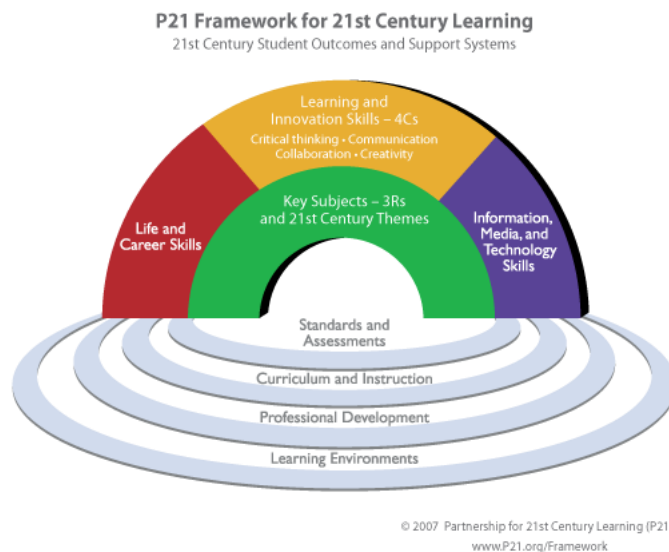 P21 Framework for 21st Century Learning
21st Century Student Outcomes and Support Systems
Learning and
Innovation Skills – 4Cs
Critical thinking • Communication
Collaboration • Creativity
Key Subjects – 3Rs
and 21st Century Themes
Life and
Career Skills
Information,
Media, and
Technology
Skills
Standards and
Assessments
Curriculum and Instruction
Professional Development
Learning Environments
© 2007 Partnership for 21st Century Learning (P21
www.P21.org/Framework